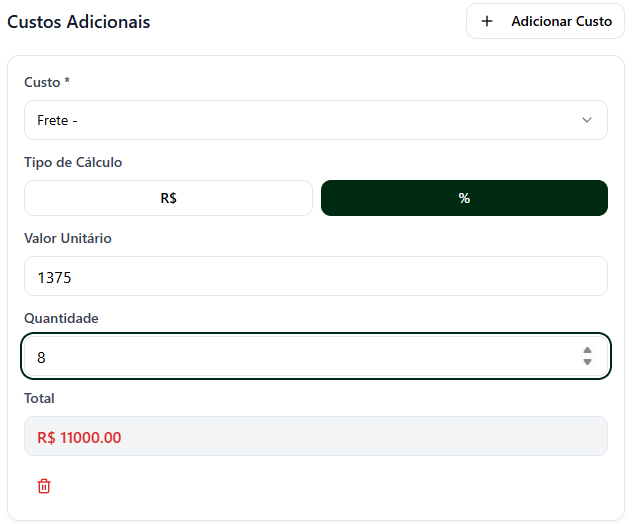 Custos Adicionais
+ Adicionar Custo
Custo *
Frete -
Tipo de Cálculo
R$
%
Valor Unitário
1375
Quantidade
8
Total
R$ 11000.00